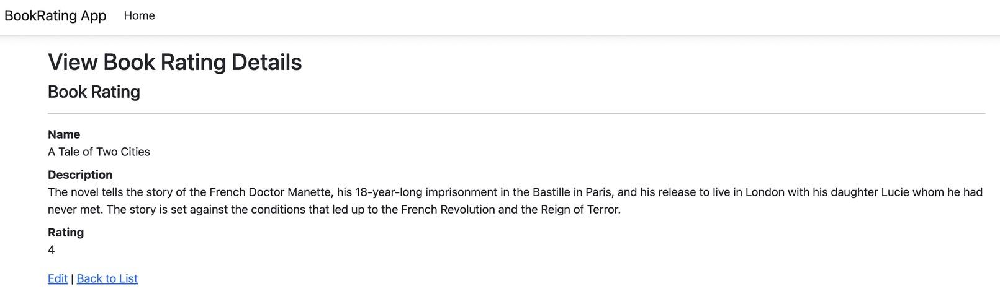 BookRating App Home
View Book Rating Details
Book Rating
Name
A Tale of Two Cities
Description
The novel tells the story of the French Doctor Manette, his 18-year-long imprisonment in the Bastille in Paris, and his release to live in London with his daughter Lucie whom he had
never met. The story is set against the conditions that led up to the French Revolution and the Reign of Terror.
Rating
4
Edit | Back to List